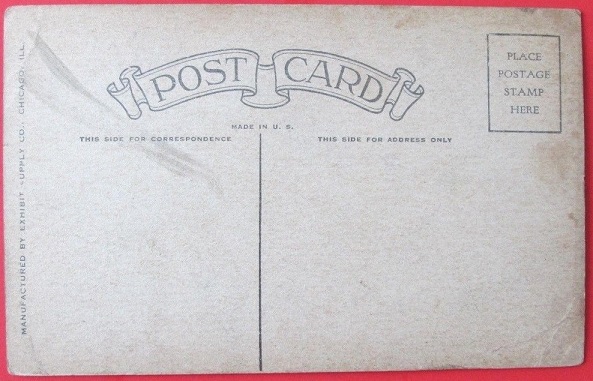 POST CARD
PLACE
POSTAGE
STAMP
HERE
MADE IN U. S.
THIS SIDE FOR CORRESPONDENCE
THIS SIDE FOR ADDRESS ONLY
MANUFACTURED BY EXHIBIT SUPPLY CO., CHICAGO, ILL.